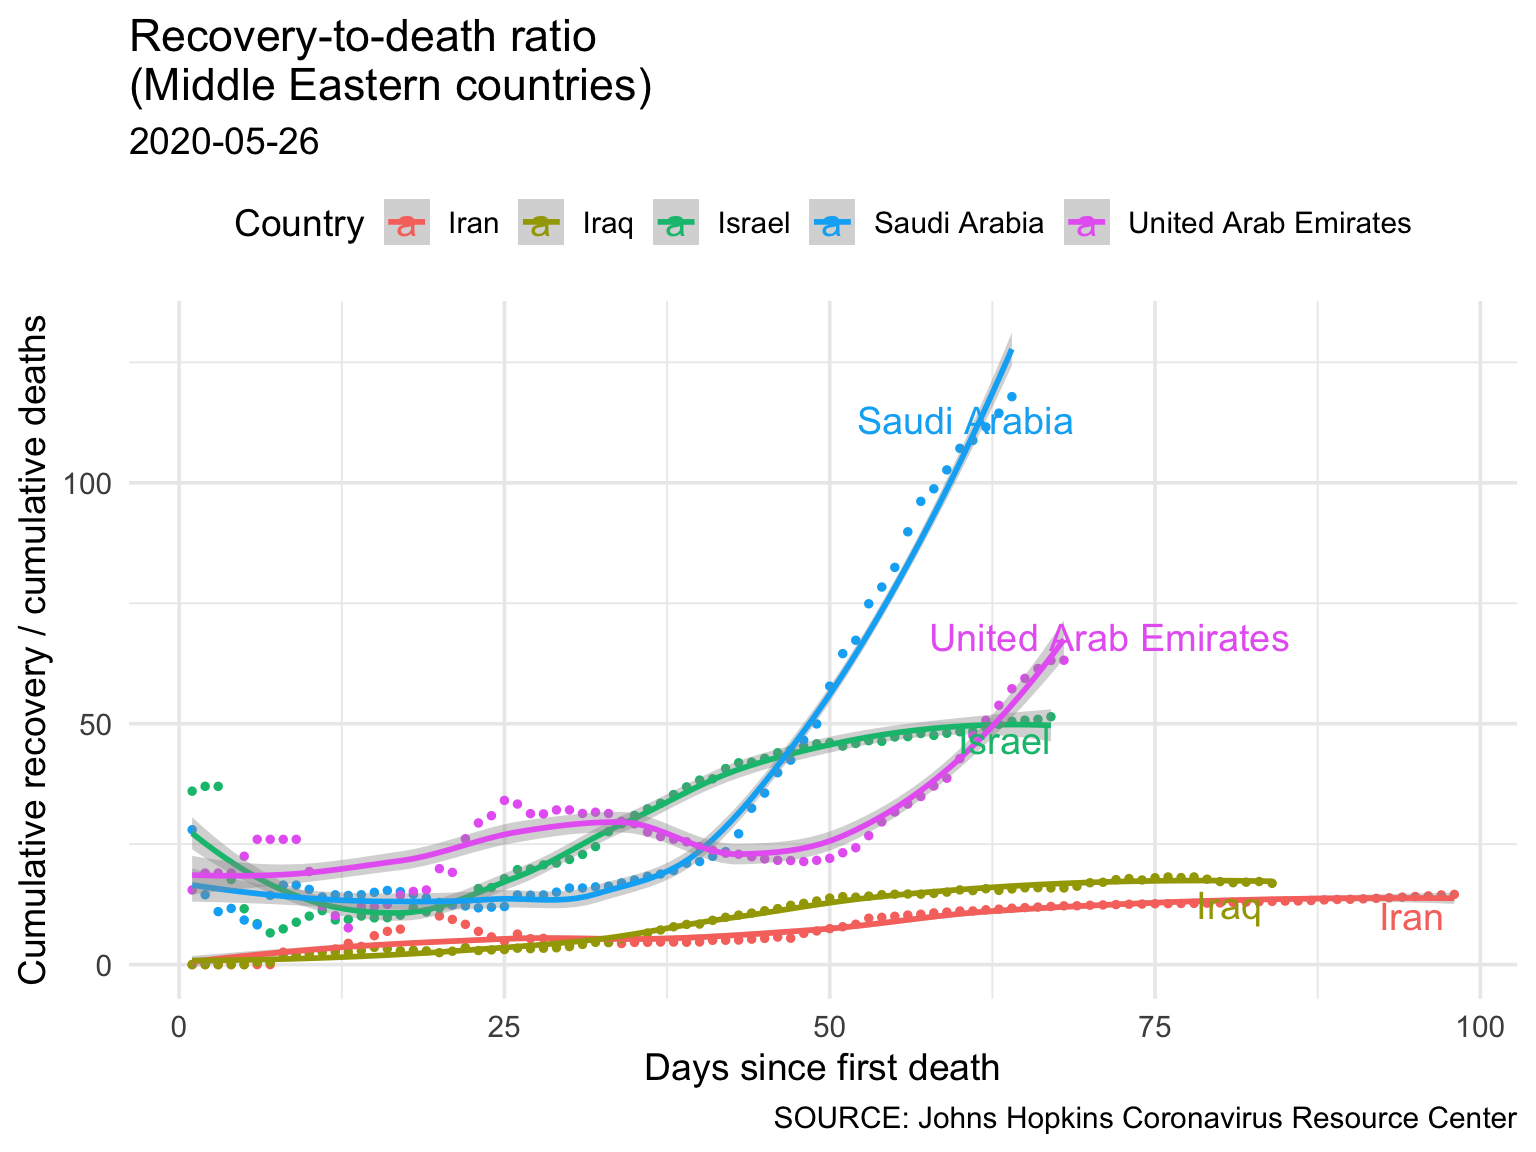 Recovery-to-death ratio
(Middle Eastern countries)
2020-05-26
Country a Iran a Iraq a Israel a Saudi Arabia a United Arab Emirates
Cumulative recovery / cumulative deaths
100
50
0
Saudi Arabia
United Arab Emirates
Israel
Iraq
Iran
0 25 50 75 100
Days since first death
SOURCE: Johns Hopkins Coronavirus Resource Center